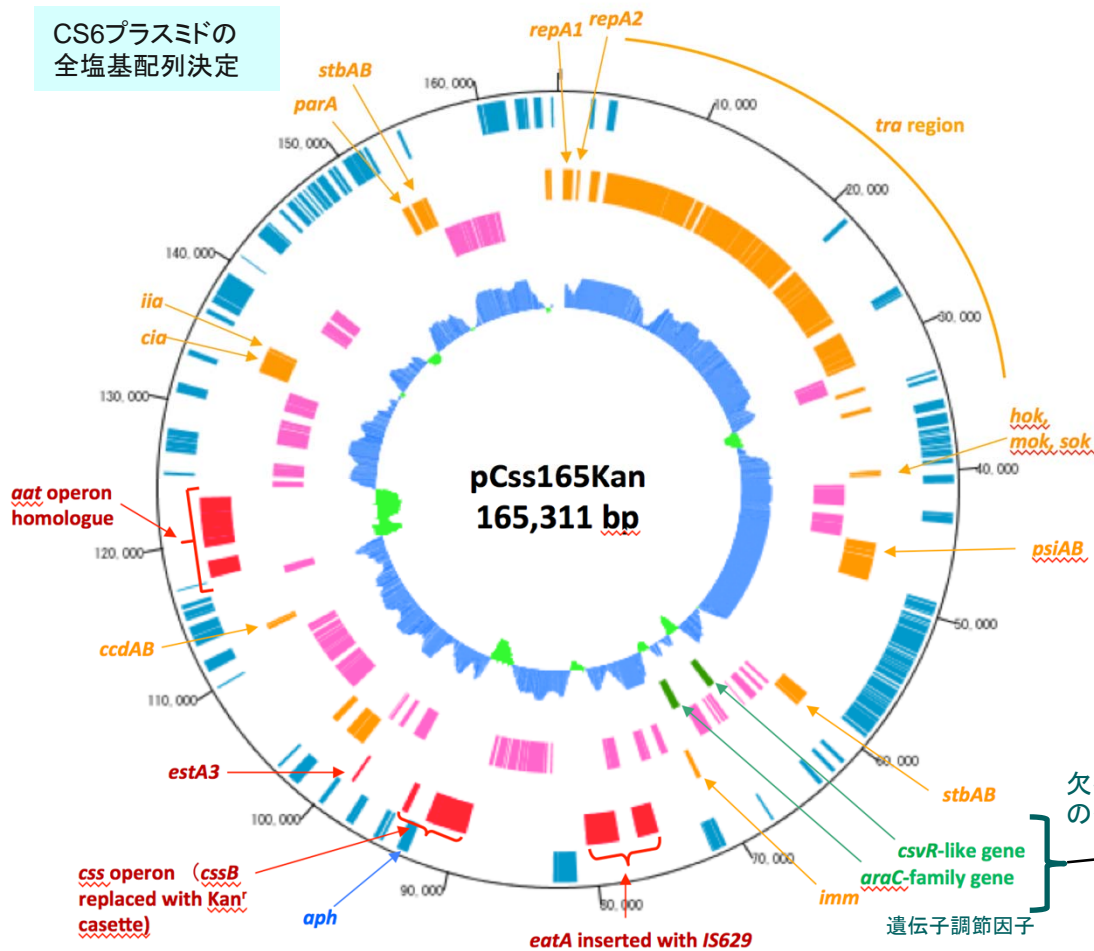 CS6プラスミドの
全塩基配列決定
repA1
repA2
stbAB
parA
160,000
10,000
tra region
150,000
20,000
140,000
30,000
iia
cia
130,000
hok,
mok, sok
40,000
pCss165Kan
165,311 bp
aat operon
homologue
psiAB
120,000
50,000
ccdAB
110,000
60,000
stbAB
estA3
欠
の
100,000
css operon （cssB
replaced with Kanʳ
casette)
aph
90,000
80,000
70,000
imm
csvR-like gene
araC-family gene
遺伝子調節因子
eatA inserted with IS629